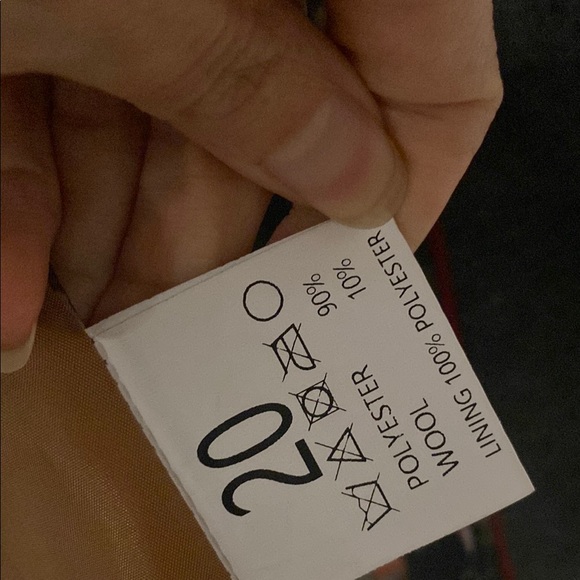 20
POLYESTER 90%
WOOL 10%
LINING 100% POLYESTER